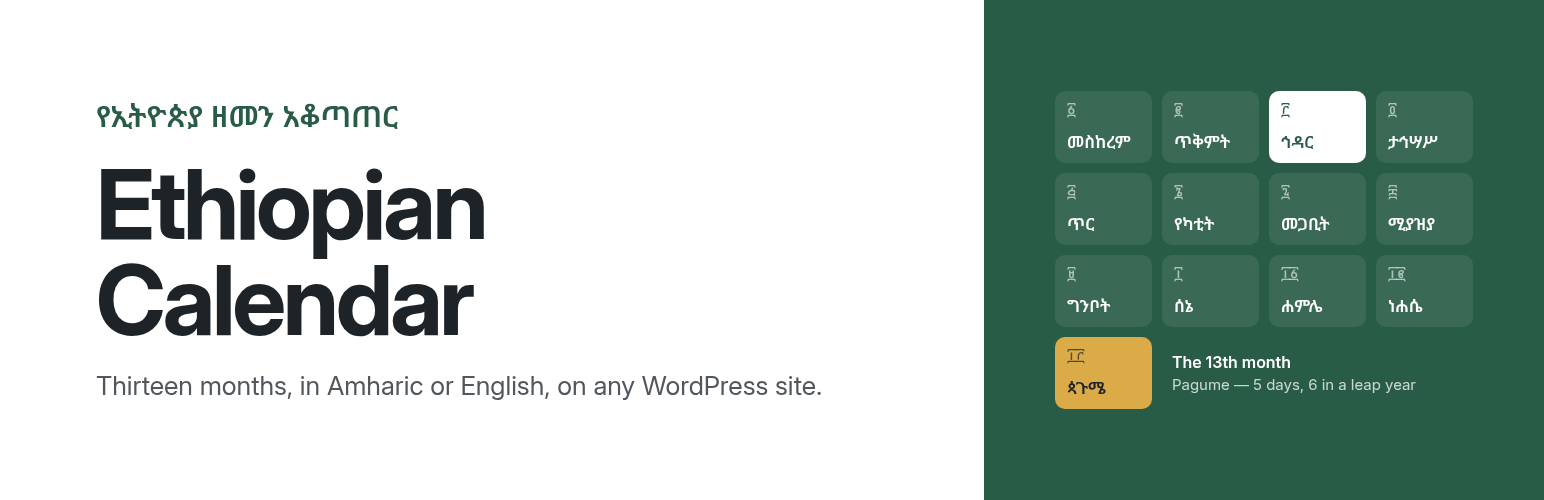 የኢትዮጵያ ዘመን አቆጣጠር
Ethiopian
Calendar
Thirteen months, in Amharic or English, on any WordPress site.
፩ ፪ ፫ ፬
መስከረም ጥቅምት ኅዳር ታኅሣሥ
፭ ፮ ፯ ፰
ጥር የካቲት መጋቢት ሚያዝያ
፱ ፲ ፲፩ ፲፪
ግንቦት ሰኔ ሐምሌ ነሐሴ
፲፫
ጳጉሜ
The 13th month
Pagume — 5 days, 6 in a leap year